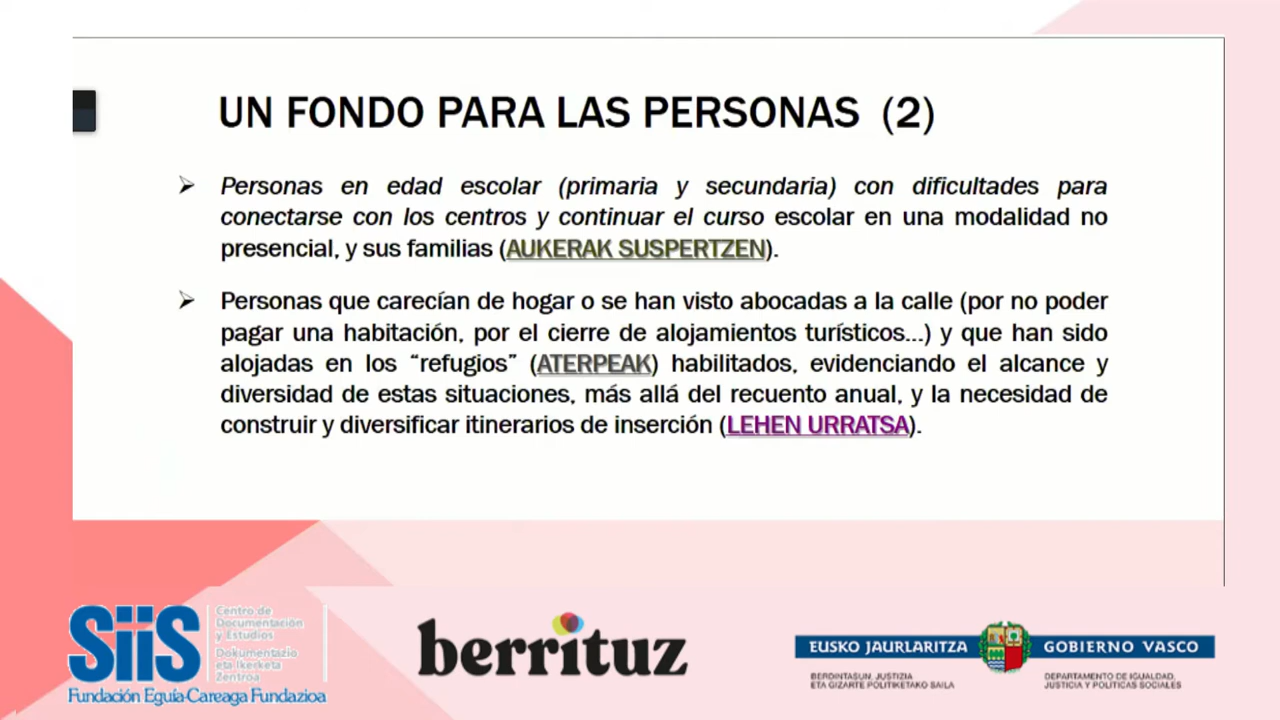 UN FONDO PARA LAS PERSONAS (2)
➢ Personas en edad escolar (primaria y secundaria) con dificultades para
conectarse con los centros y continuar el curso escolar en una modalidad no
presencial, y sus familias (AUKERAK SUSPERTZEN).
➢ Personas que carecían de hogar o se han visto abocadas a la calle (por no poder
pagar una habitación, por el cierre de alojamientos turísticos...) y que han sido
alojadas en los “refugios” (ATERPEAK) habilitados, evidenciando el alcance y
diversidad de estas situaciones, más allá del recuento anual, y la necesidad de
construir y diversificar itinerarios de inserción (LEHEN URRATSA).
SiiS
Centro de
Documentación
y Estudios
Dokumentazio
eta Ikerketa
Zentroa
Fundación Eguía-Careaga Fundazioa
berrituz
EUSKO JAURLARITZA
GOBIERNO VASCO
BERDINTASUN, JUSTIZIA
ETA GIZARTE POLITIKETAKO SAILA
DEPARTAMENTO DE IGUALDAD,
JUSTICIA Y POLÍTICAS SOCIALES